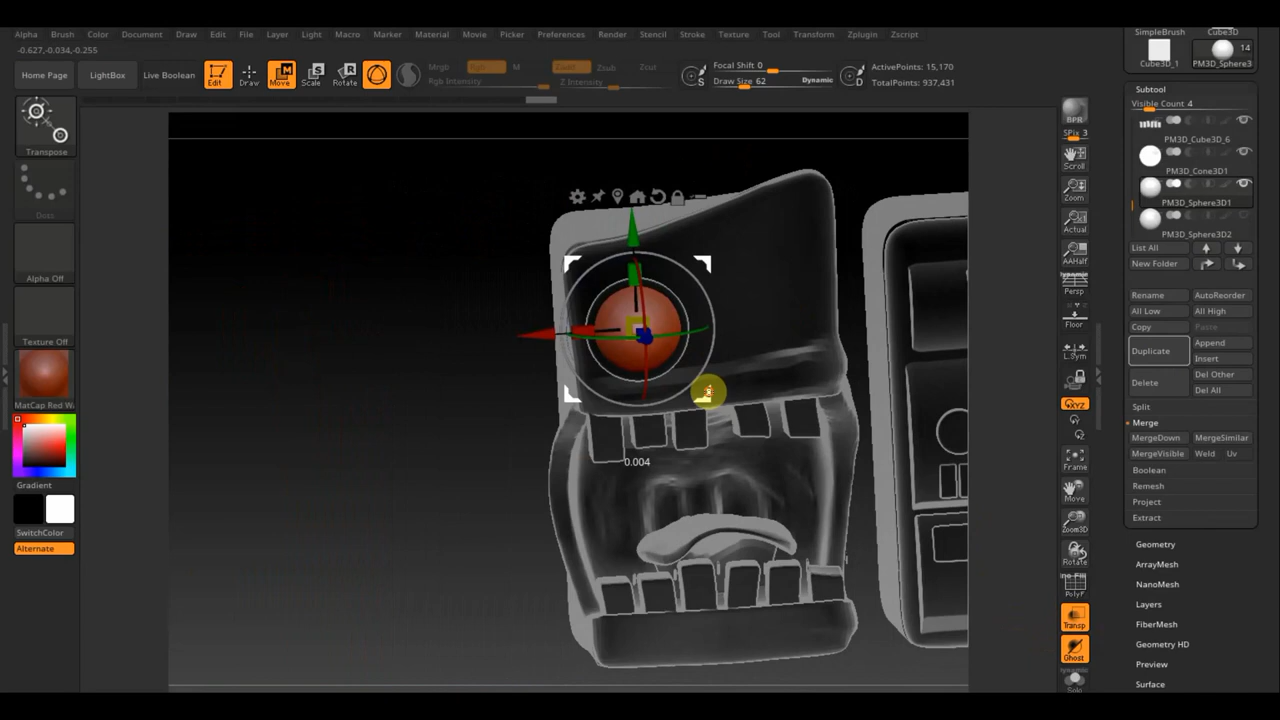 Alpha Brush Color Document Draw Edit File Layer Light Macro Marker Material Movie Picker Preferences Render Stencil Stroke Texture Tool Transform Zplugin Zscript
-0.627,-0.034,-0.255
Home Page LightBox Live Boolean Edit Draw Move Scale Rotate
Mrgb Rgb M
Rgb Intensity
Zsub Zcut
Z Intensity
S
Focal Shift 0
Draw Size 62 Dynamic
D
ActivePoints: 15,170
TotalPoints: 937,431
SimpleBrush Cube3D_
Cube3D_1
14
PM3D_Sphere3
Subtool
Visible Count 4
PM3D_Cube3D_6
PM3D_Cone3D1
PM3D_Sphere3D1
PM3D_Sphere3D2
List All
New Folder
Rename AutoReorder
All Low All High
Copy Paste
Duplicate Append
Insert
Delete Del Other
Del All
Split
Merge
MergeDown MergeSimilar
MergeVisible Weld Uv
Boolean
Remesh
Project
Extract
Geometry
ArrayMesh
NanoMesh
Layers
FiberMesh
Geometry HD
Preview
Surface
Transpose
Dots
Alpha Off
Texture Off
MatCap Red W
Gradient
SwitchColor
Alternate
BPR
SPix 3
Scroll
Zoom
Actual
AAHalf
Dynamic
Persp
Floor
L.Sym
XYZ
Y
Z
Frame
Move
Zoom3D
Rotate
PolyF
Transp
Ghost
Dynamic
Solo
0.004